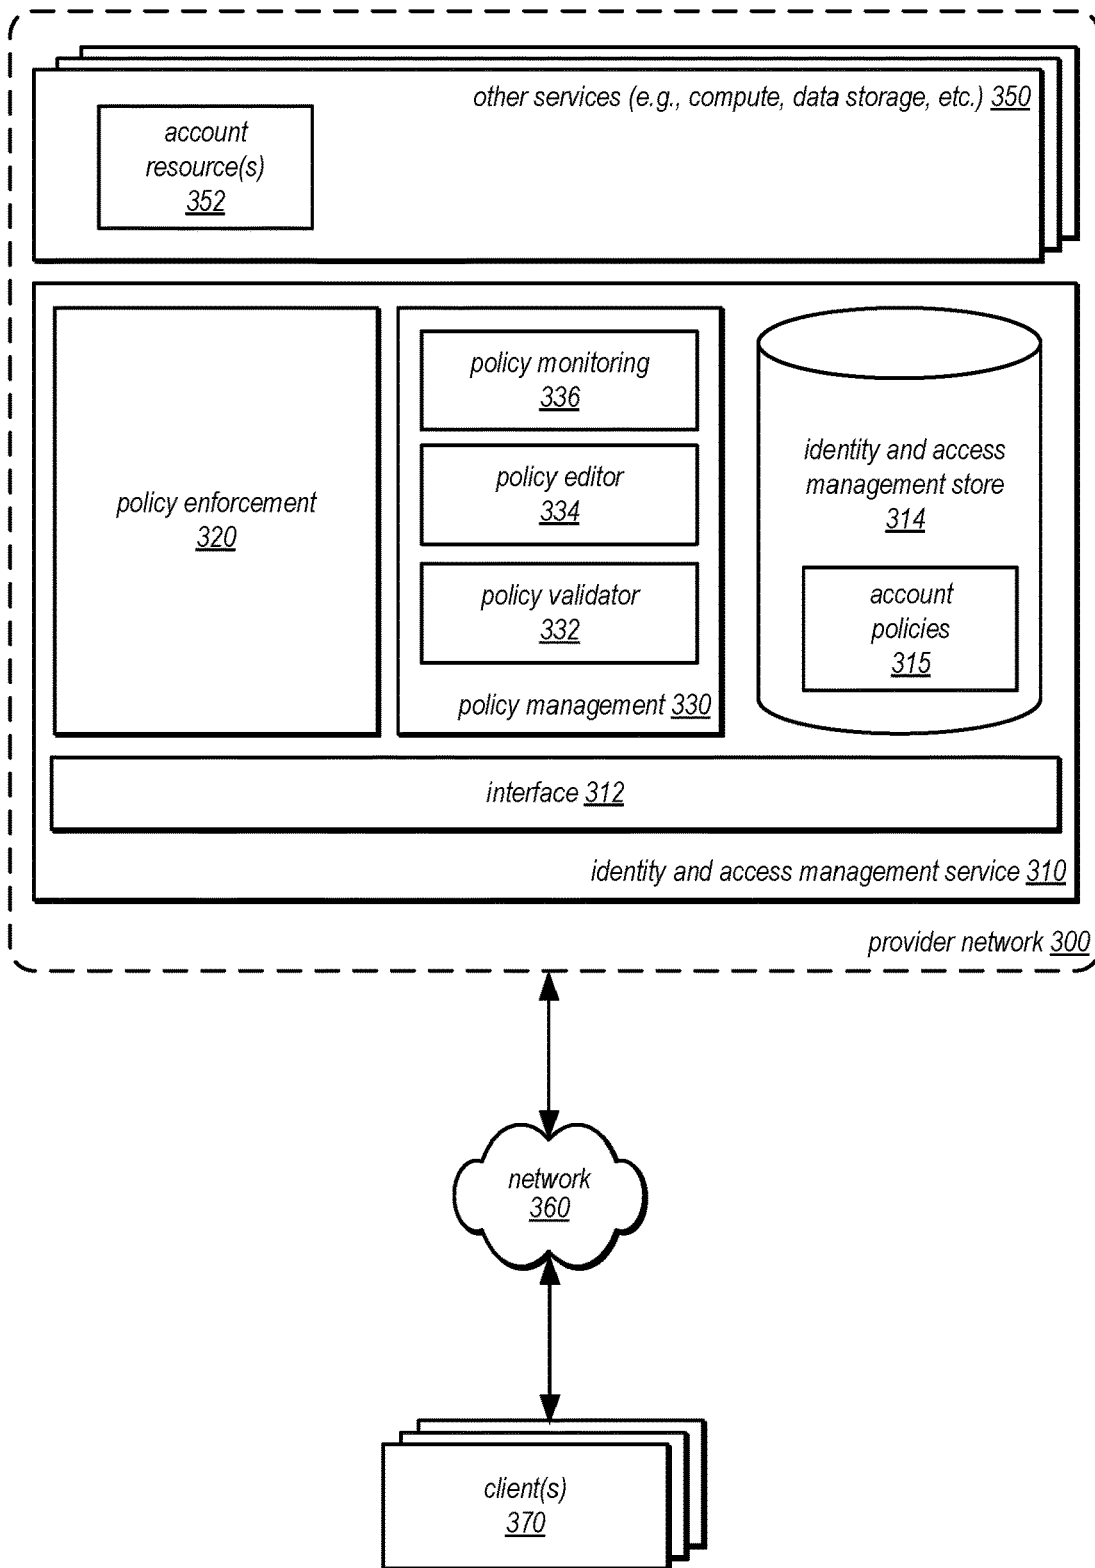 other services (e.g., compute, data storage, etc.) 350
account
resource(s)
352
policy enforcement
320
policy monitoring
336
policy editor
334
policy validator
332
policy management 330
identity and access
management store
314
account
policies
315
interface 312
identity and access management service 310
provider network 300
network
360
client(s)
370